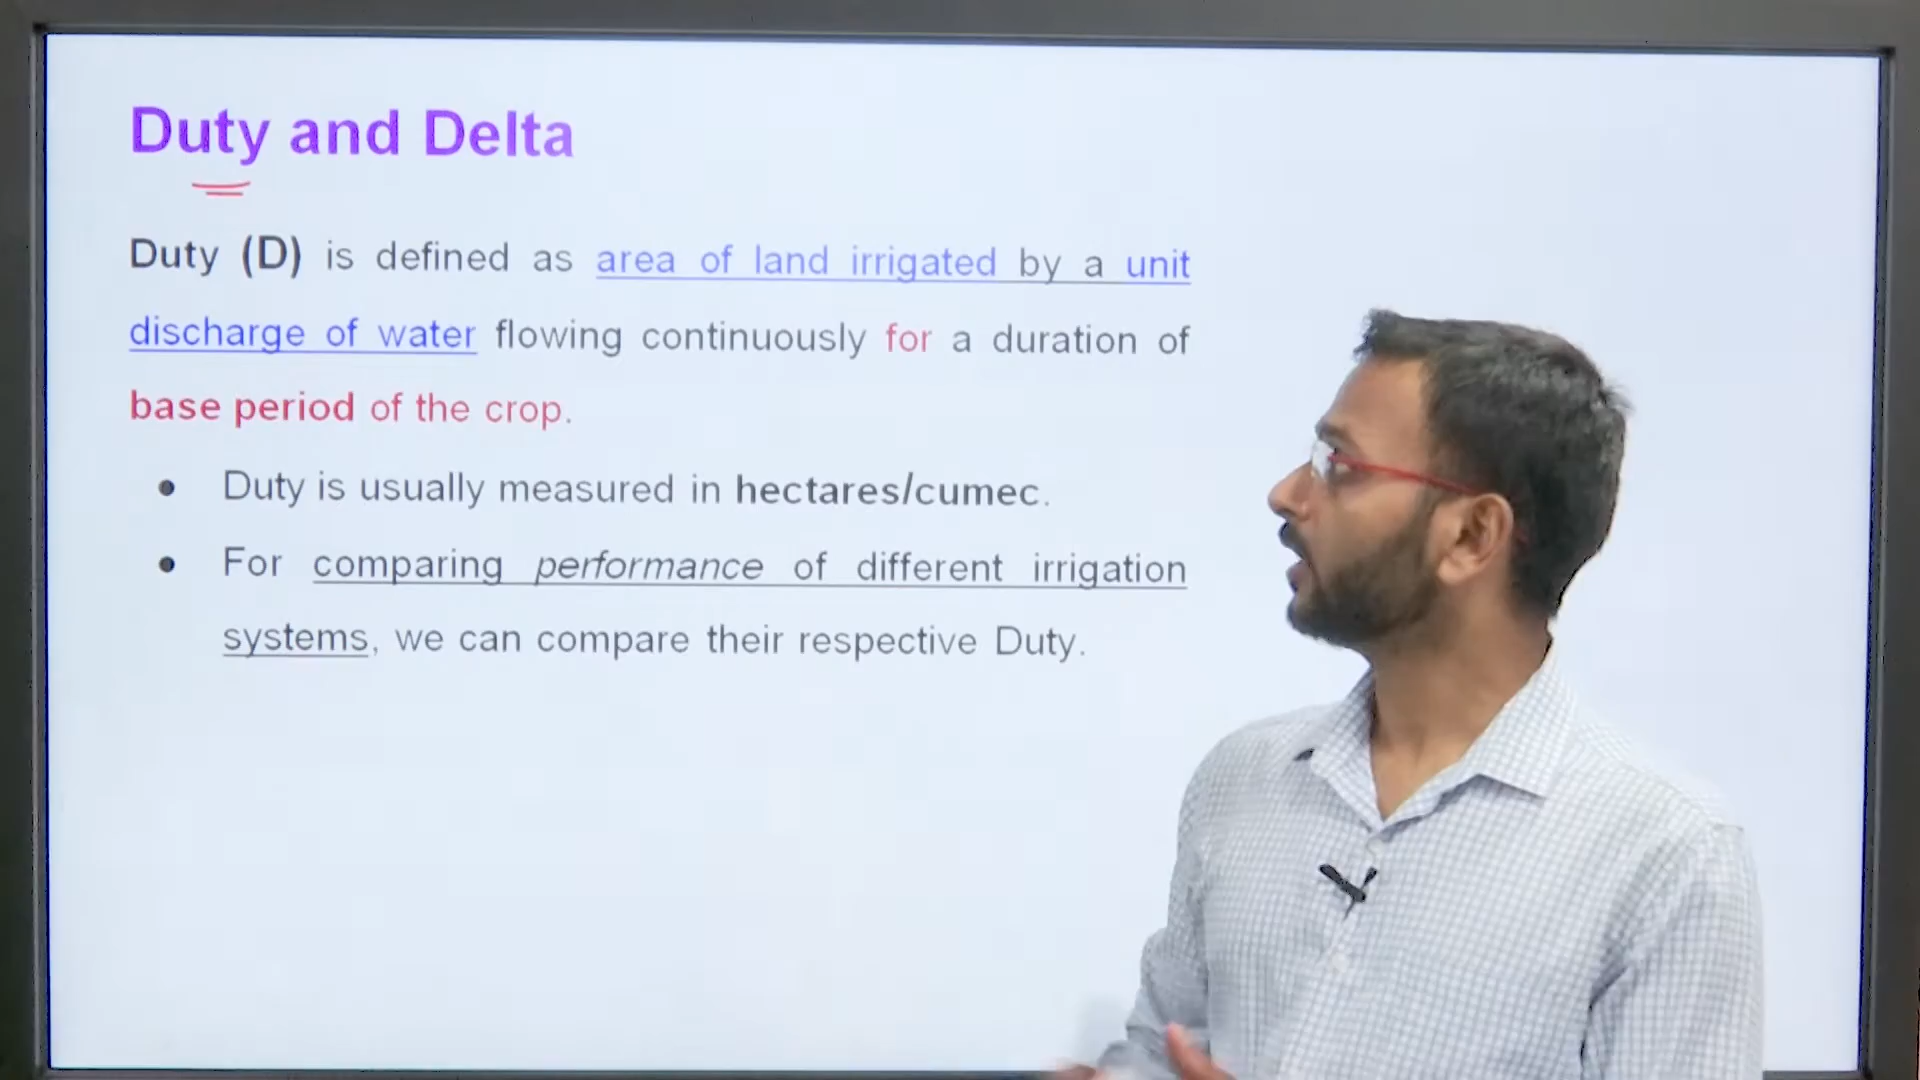 Duty and Delta
Duty (D) is defined as area of land irrigated by a unit
discharge of water flowing continuously for a duration of
base period of the crop.
• Duty is usually measured in hectares/cumec.
• For comparing performance of different irrigation
systems, we can compare their respective Duty.